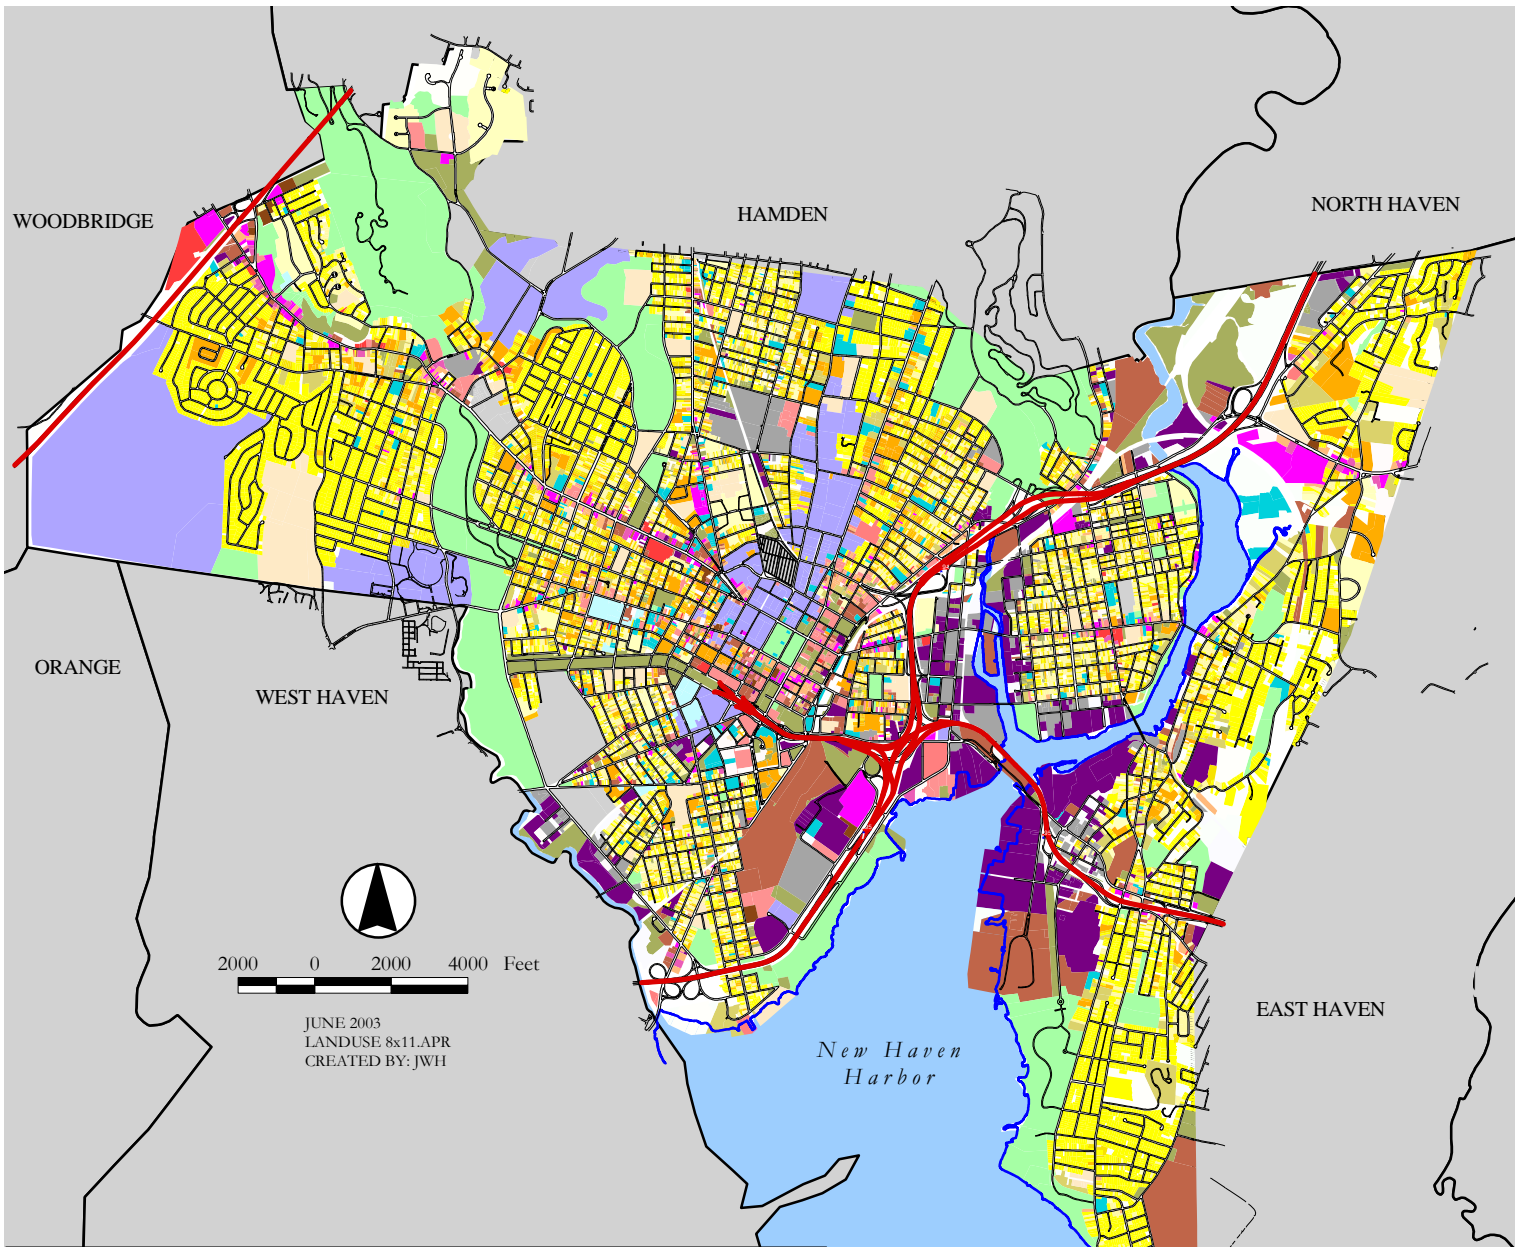 HAMDEN
NORTH HAVEN
WOODBRIDGE
ORANGE
WEST HAVEN
2000 0 2000 4000 Feet
EAST HAVEN
JUNE 2003
LANDUSE 8x11.APR
CREATED BY: JWH
New Haven
Harbor